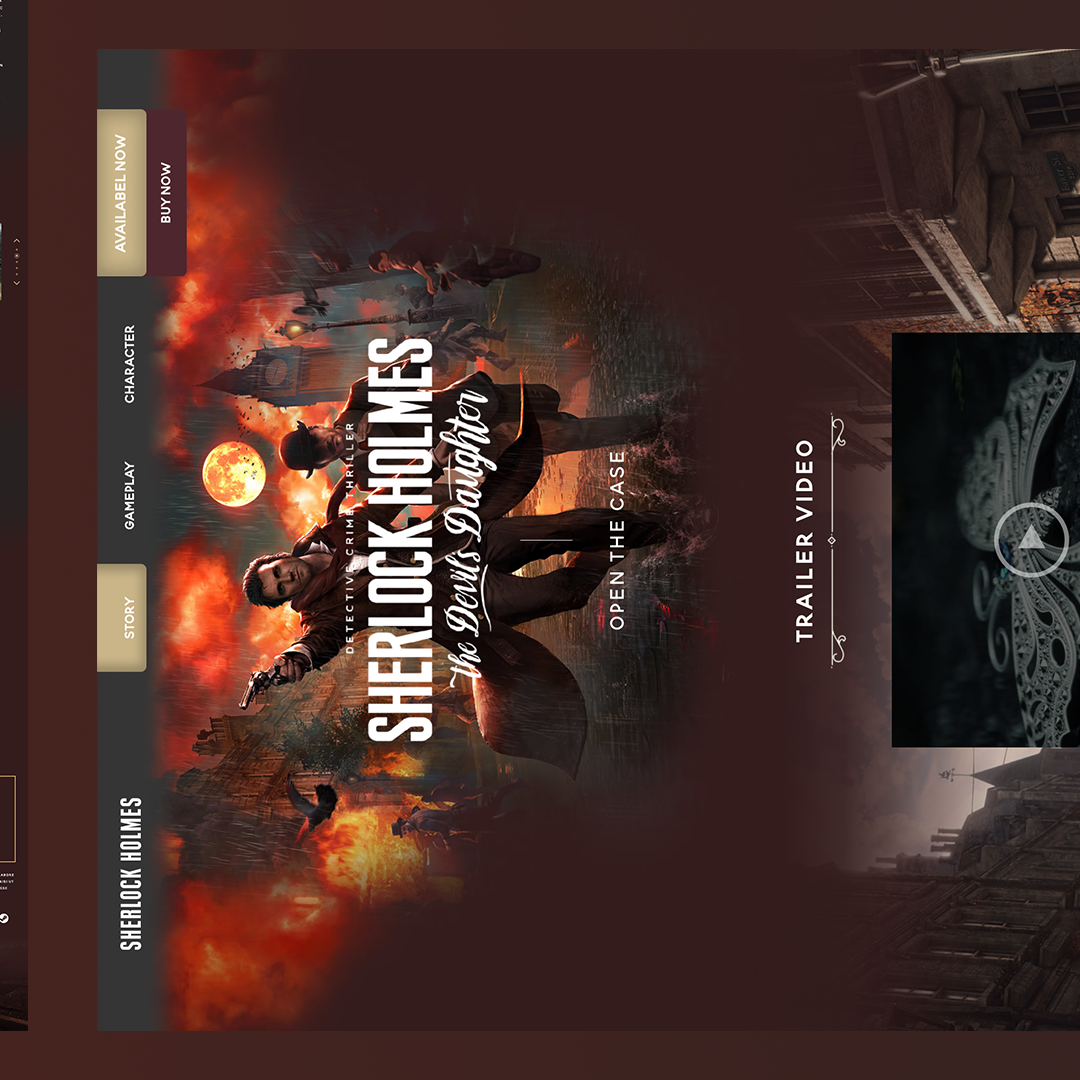 SHERLOCK HOLMES
STORY
GAMEPLAY
CHARACTER
AVAILABEL NOW
BUY NOW
DETECTIVE CRIME THRILLER
SHERLOCK HOLMES
the Devil's Daughter
OPEN THE CASE
TRAILER VIDEO